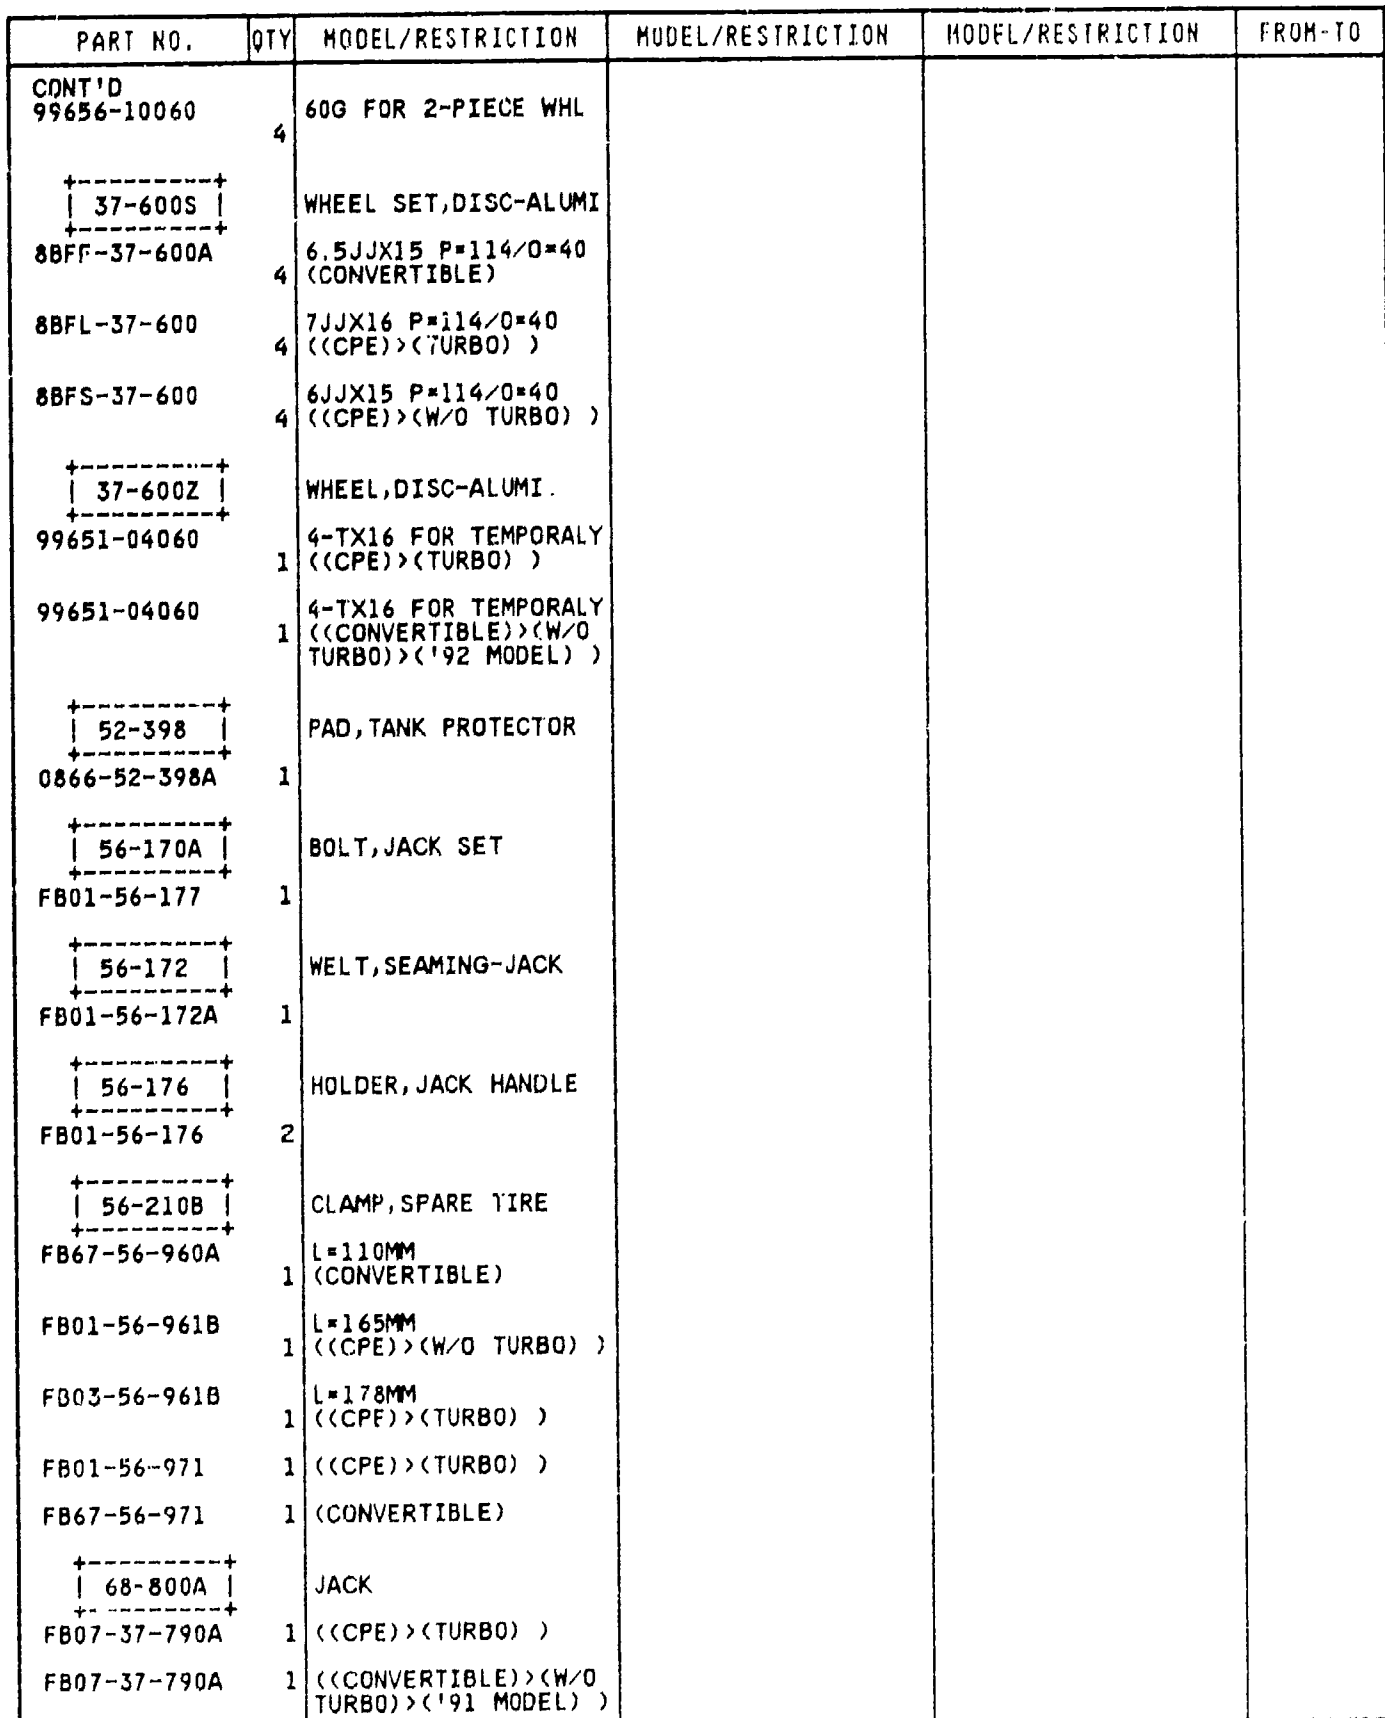 PART NO. QTY MODEL/RESTRICTION MODEL/RESTRICTION MODEL/RESTRICTION FROM-TO
CONT'D
99656-10060 60G FOR 2-PIECE WHL
4
37-600S WHEEL SET,DISC-ALUMI
8BFF-37-600A 6.5JJX15 P=114/O=40
4 (CONVERTIBLE)
8BFL-37-600 7JJX16 P=114/O=40
4 ((CPE)>(TURBO) )
8BFS-37-600 6JJX15 P=114/O=40
4 ((CPE)>(W/O TURBO) )
37-600Z WHEEL,DISC-ALUMI.
99651-04060 4-TX16 FOR TEMPORALY
1 ((CPE)>(TURBO) )
99651-04060 4-TX16 FOR TEMPORALY
1 ((CONVERTIBLE)>(W/O
TURBO)>('92 MODEL) )
52-398 PAD,TANK PROTECTOR
0866-52-398A 1
56-170A BOLT,JACK SET
FB01-56-177 1
56-172 WELT,SEAMING-JACK
FB01-56-172A 1
56-176 HOLDER,JACK HANDLE
FB01-56-176 2
56-210B CLAMP,SPARE TIRE
FB67-56-960A L=110MM
1 (CONVERTIBLE)
FB01-56-961B L=165MM
1 ((CPE)>(W/O TURBO) )
FB03-56-961B L=178MM
1 ((CPE)>(TURBO) )
FB01-56-971 1 ((CPE)>(TURBO) )
FB67-56-971 1 (CONVERTIBLE)
68-800A JACK
FB07-37-790A 1 ((CPE)>(TURBO) )
FB07-37-790A 1 ((CONVERTIBLE)>(W/O
TURBO)>('91 MODEL) )